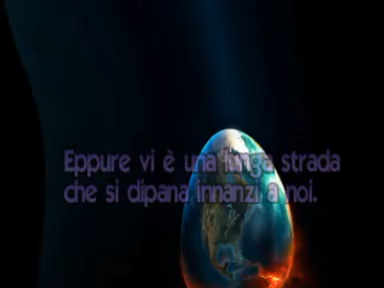 Eppure vi è una lunga strada
che si dipana innanzi a noi.